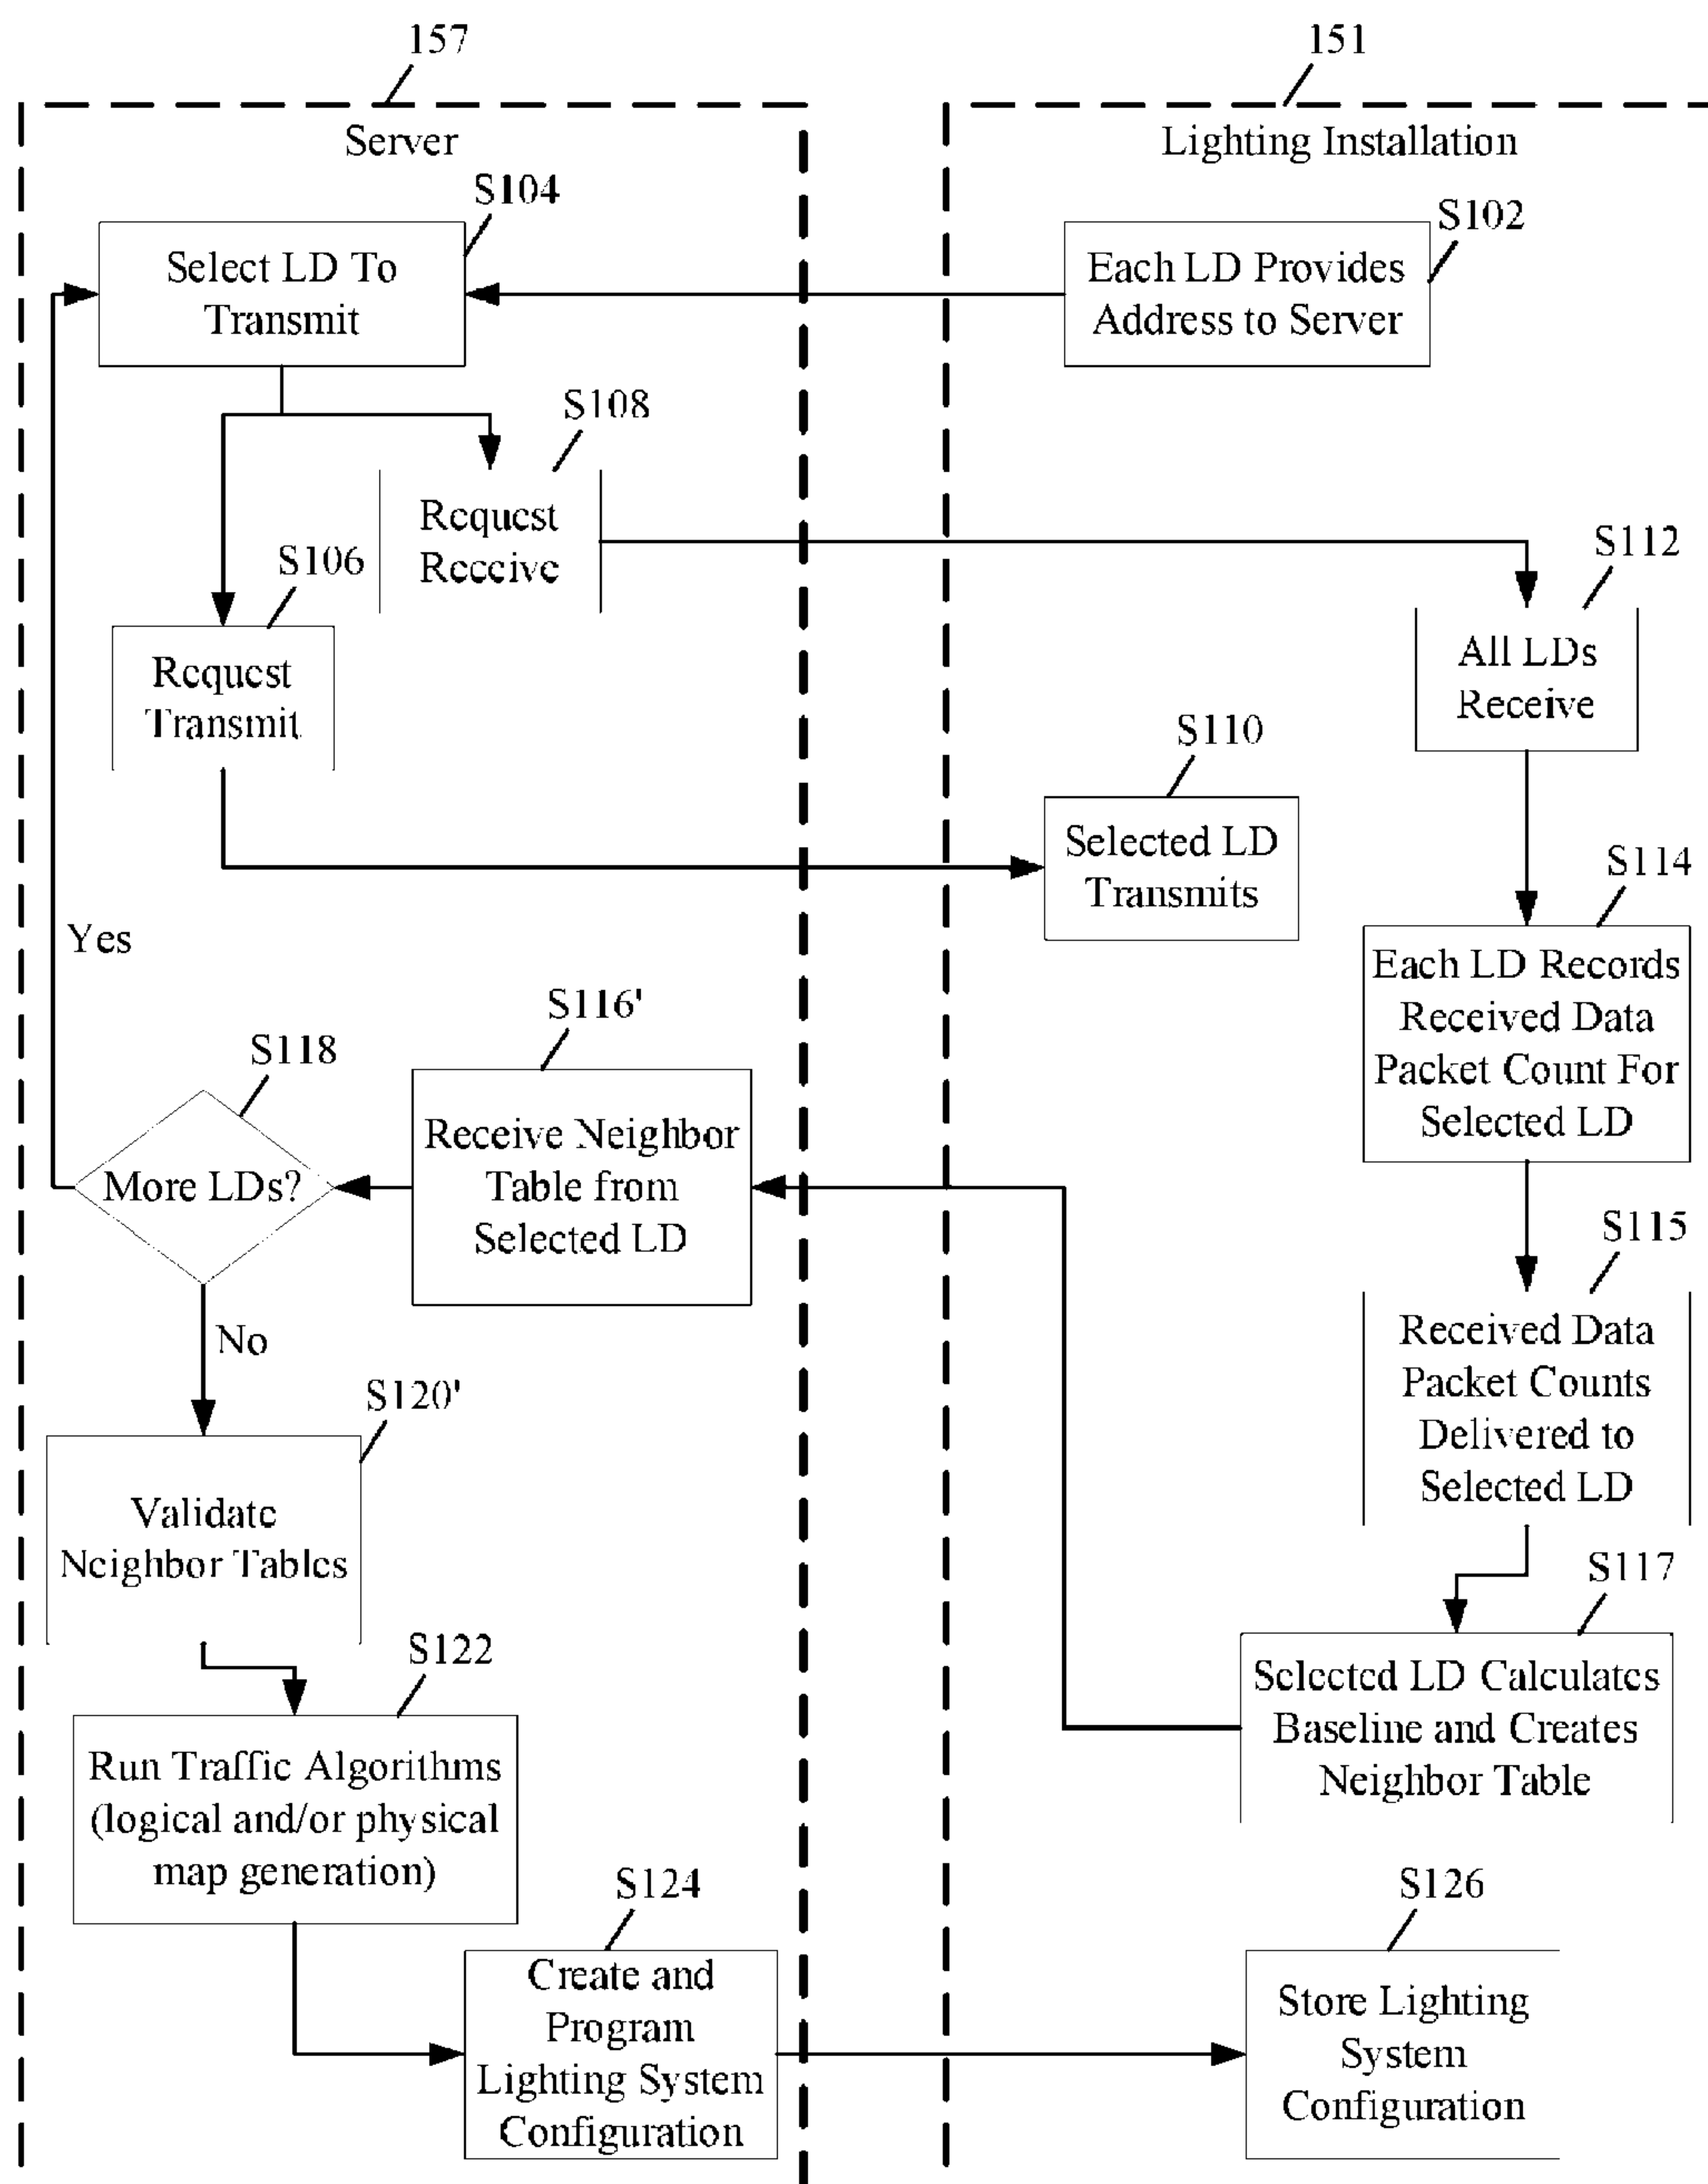 157
151
Server
Lighting Installation
S104
S102
Select LD To
Transmit
Each LD Provides
Address to Server
S108
Request
Receive
S106
Request
Transmit
S112
All LDs
Receive
S110
Selected LD
Transmits
S114
Each LD Records
Received Data
Packet Count For
Selected LD
Yes
S116'
Receive Neighbor
Table from
Selected LD
S118
More LDs?
No
S115
Received Data
Packet Counts
Delivered to
Selected LD
S120'
Validate
Neighbor Tables
S117
Selected LD Calculates
Baseline and Creates
Neighbor Table
S122
Run Traffic Algorithms
(logical and/or physical
map generation)
S124
Create and
Program
Lighting System
Configuration
S126
Store Lighting
System
Configuration